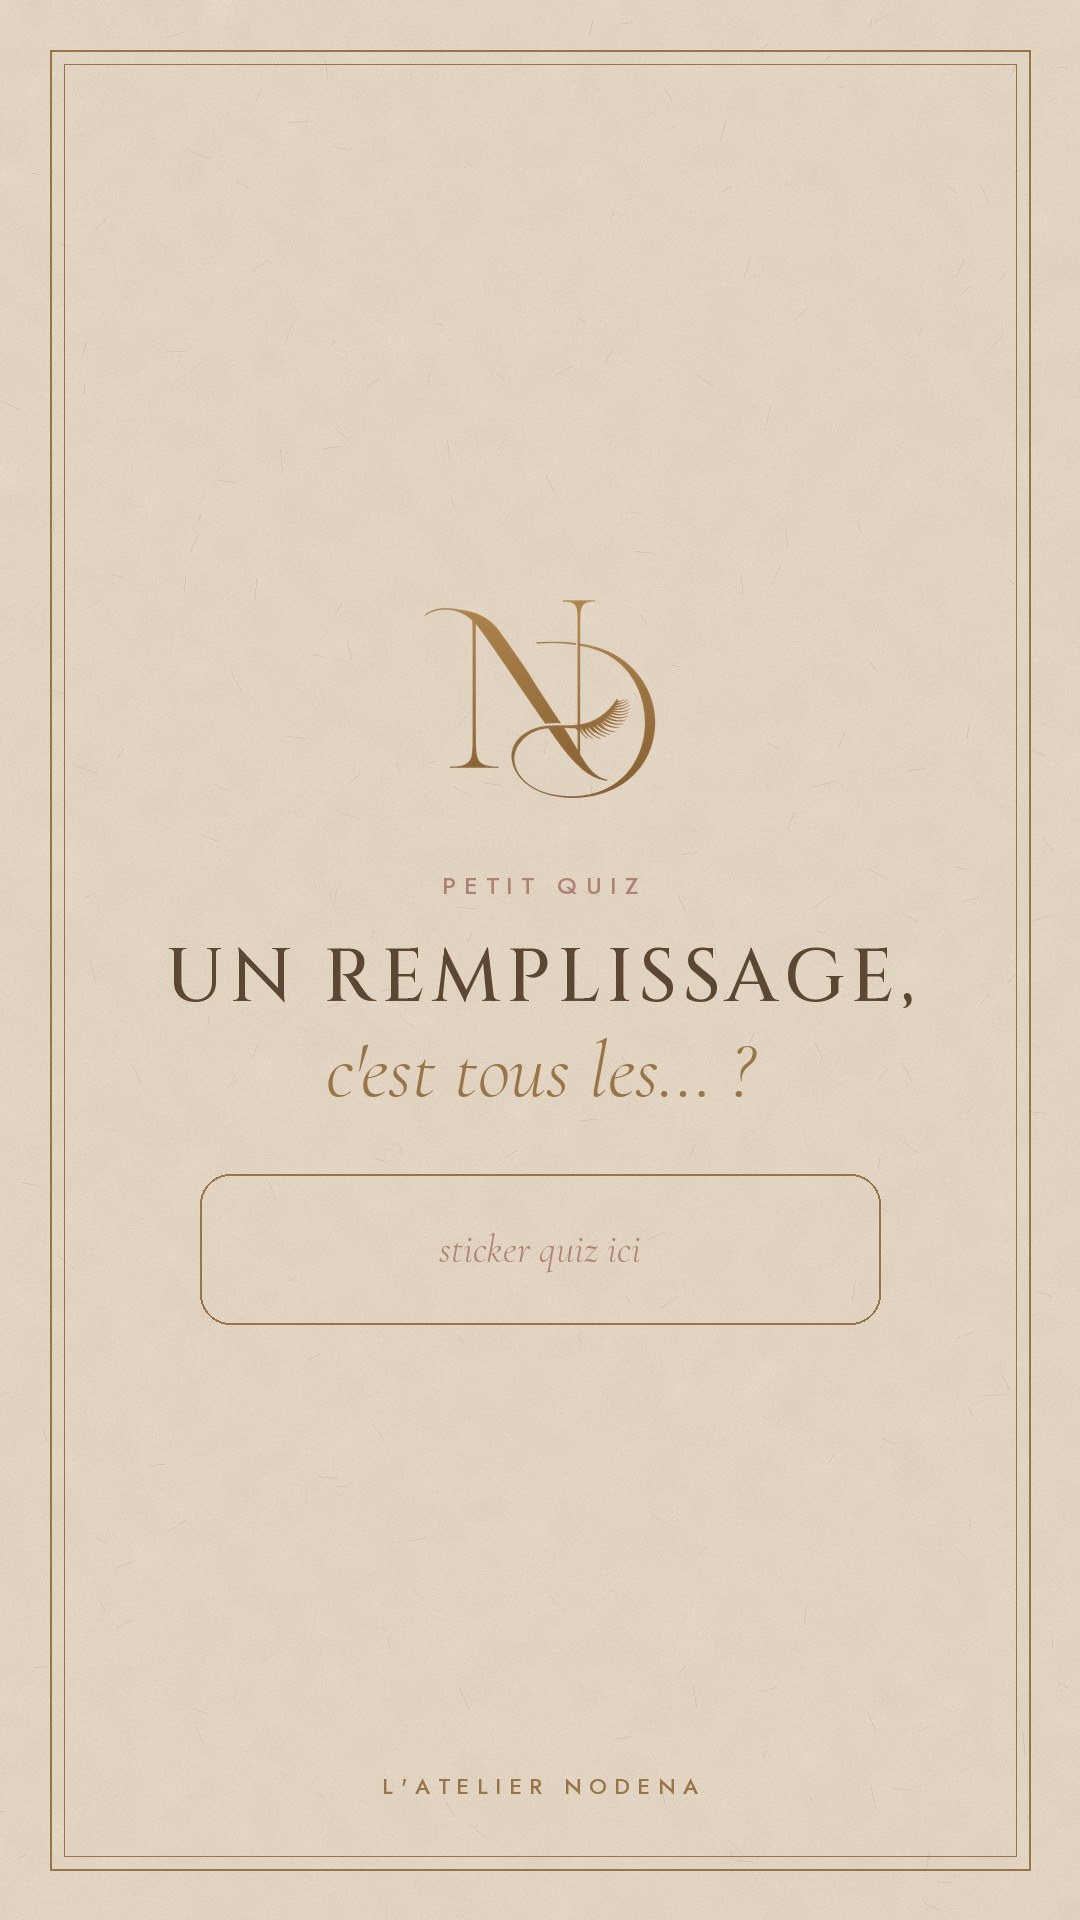 PETIT QUIZ
UN REMPLISSAGE,
c'est tous les... ?
sticker quiz ici
L'ATELIER NODENA